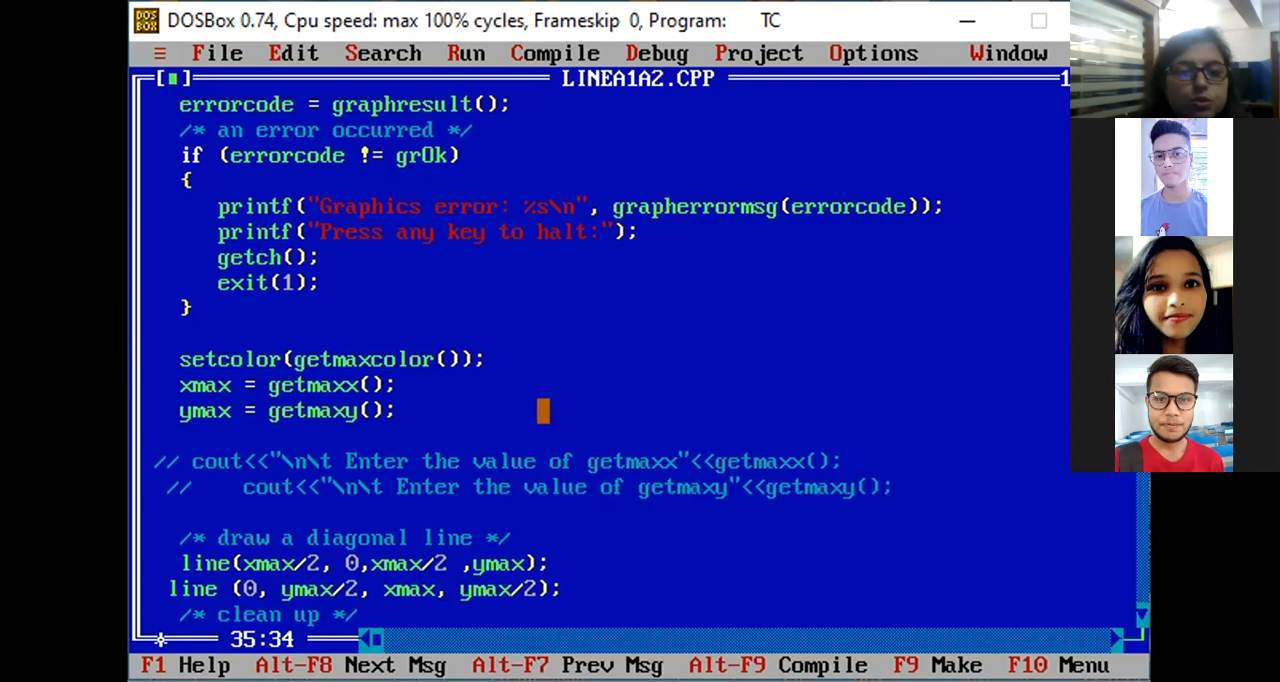 DOSBox 0.74, Cpu speed: max 100% cycles, Frameskip 0, Program: TC
≡ File Edit Search Run Compile Debug Project Options Window
LINEA1A2.CPP 1
errorcode = graphresult();
/* an error occurred */
if (errorcode != grOk)
{
printf("Graphics error: %s\n", grapherrormsg(errorcode));
printf("Press any key to halt:");
getch();
exit(1);
}
setcolor(getmaxcolor());
xmax = getmaxx();
ymax = getmaxy();
// cout<<"\n\t Enter the value of getmaxx"<<getmaxx();
// cout<<"\n\t Enter the value of getmaxy"<<getmaxy();
/* draw a diagonal line */
line(xmax/2, 0,xmax/2 ,ymax);
line (0, ymax/2, xmax, ymax/2);
/* clean up */
35:34
F1 Help Alt-F8 Next Msg Alt-F7 Prev Msg Alt-F9 Compile F9 Make F10 Menu